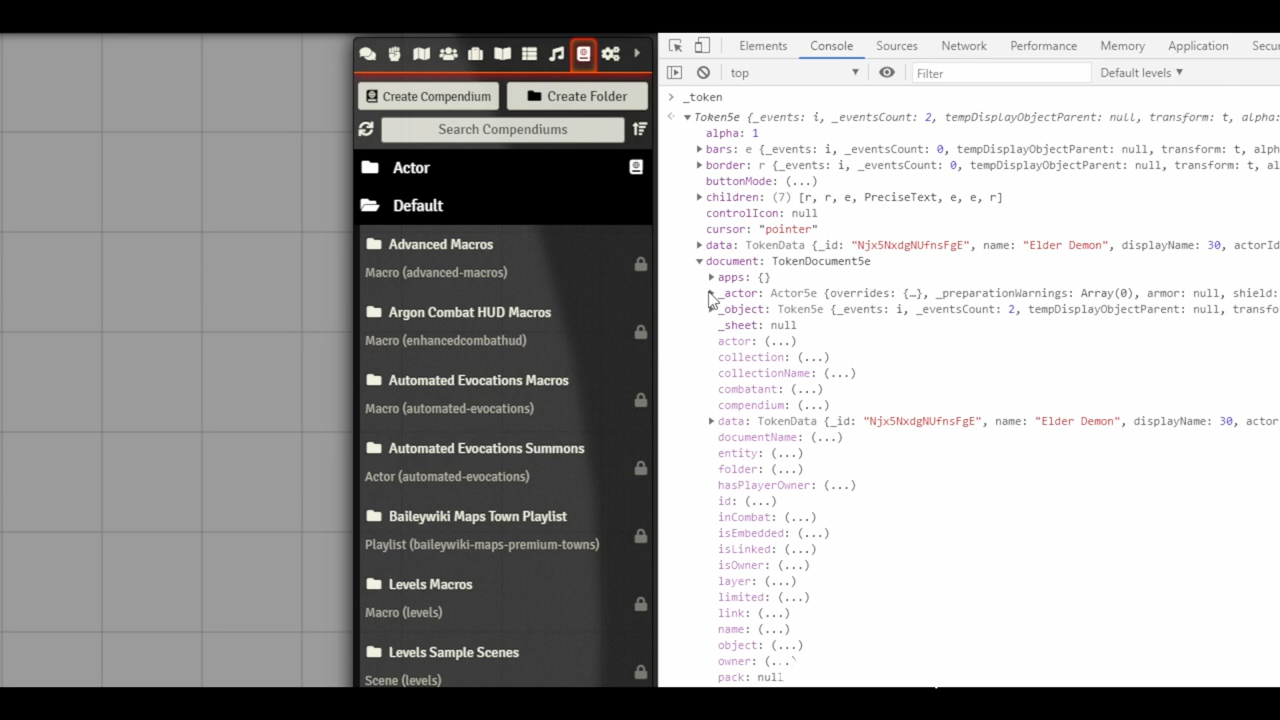 Create Compendium
Create Folder
Search Compendiums
Actor
Default
Advanced Macros
Macro (advanced-macros)
Argon Combat HUD Macros
Macro (enhancedcombathud)
Automated Evocations Macros
Macro (automated-evocations)
Automated Evocations Summons
Actor (automated-evocations)
Baileywiki Maps Town Playlist
Playlist (baileywiki-maps-premium-towns)
Levels Macros
Macro (levels)
Levels Sample Scenes
Scene (levels)
Elements Console Sources Network Performance Memory Application Secu
top Filter Default levels
_token
Token5e {_events: i, _eventsCount: 2, tempDisplayObjectParent: null, transform: t, alpha:
alpha: 1
bars: e {_events: i, _eventsCount: 0, tempDisplayObjectParent: null, transform: t, alph
border: r {_events: i, _eventsCount: 0, tempDisplayObjectParent: null, transform: t, al
buttonMode: (...)
children: (7) [r, r, e, PreciseText, e, e, r]
controlIcon: null
cursor: "pointer"
data: TokenData {_id: "Njx5NxdgNUfnsFgE", name: "Elder Demon", displayName: 30, actorId
document: TokenDocument5e
apps: {}
_actor: Actor5e {overrides: {…}, _preparationWarnings: Array(0), armor: null, shield:
_object: Token5e {_events: i, _eventsCount: 2, tempDisplayObjectParent: null, transfo
_sheet: null
actor: (...)
collection: (...)
collectionName: (...)
combatant: (...)
compendium: (...)
data: TokenData {_id: "Njx5NxdgNUfnsFgE", name: "Elder Demon", displayName: 30, actor
documentName: (...)
entity: (...)
folder: (...)
hasPlayerOwner: (...)
id: (...)
inCombat: (...)
isEmbedded: (...)
isLinked: (...)
isOwner: (...)
layer: (...)
limited: (...)
link: (...)
name: (...)
object: (...)
owner: (...)
pack: null